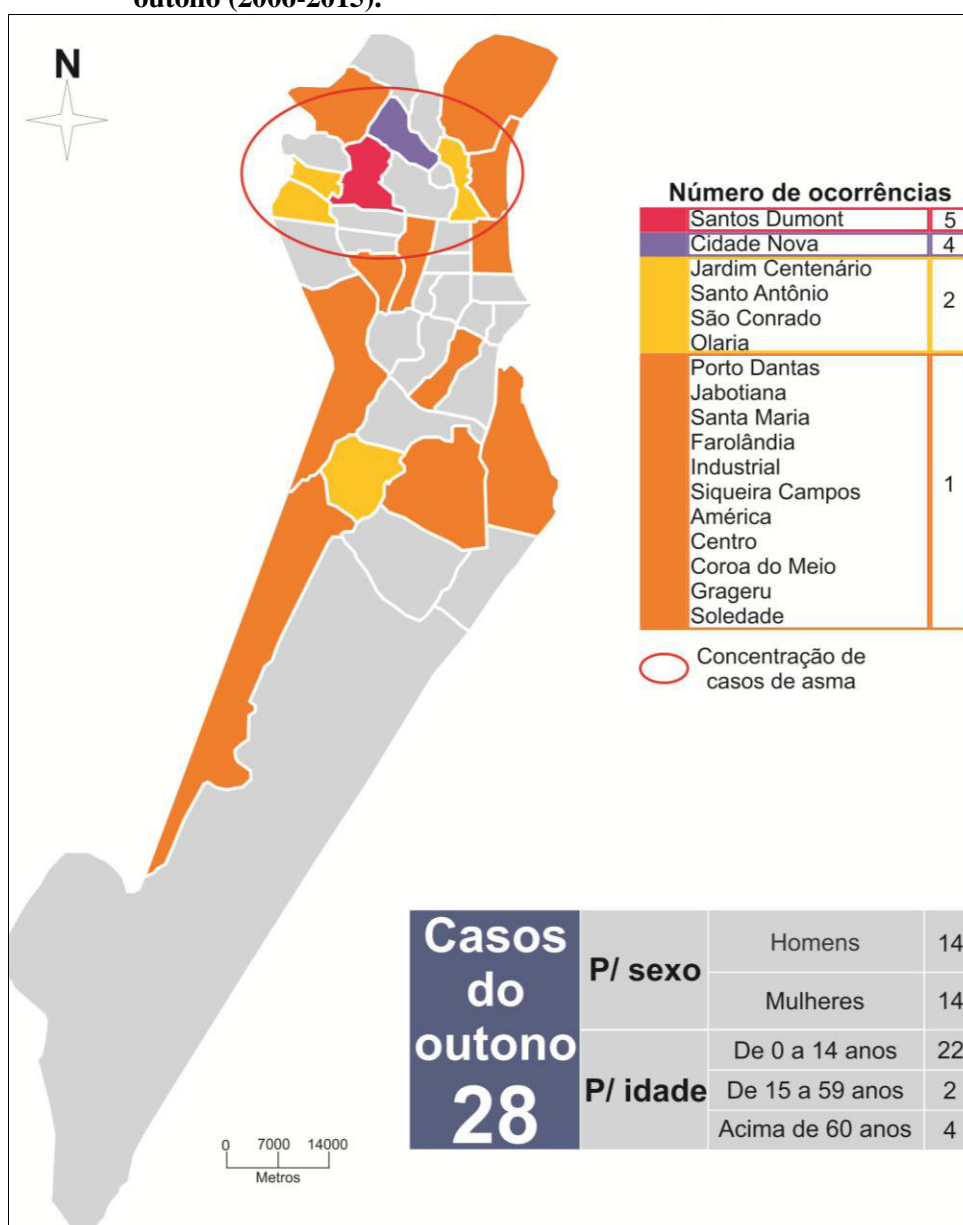 outono (2006-2015).
N
Número de ocorrências
Santos Dumont 5
Cidade Nova 4
Jardim Centenário
Santo Antônio
2
São Conrado
Olaria
Porto Dantas
Jabotiana
Santa Maria
Farolândia
Industrial
1
Siqueira Campos
América
Centro
Coroa do Meio
Grageru
Soledade
Concentração de
casos de asma
Casos
do
outono
28
P/ sexo
Homens 14
Mulheres 14
P/ idade
De 0 a 14 anos 22
De 15 a 59 anos 2
Acima de 60 anos 4
0 7000 14000
Metros